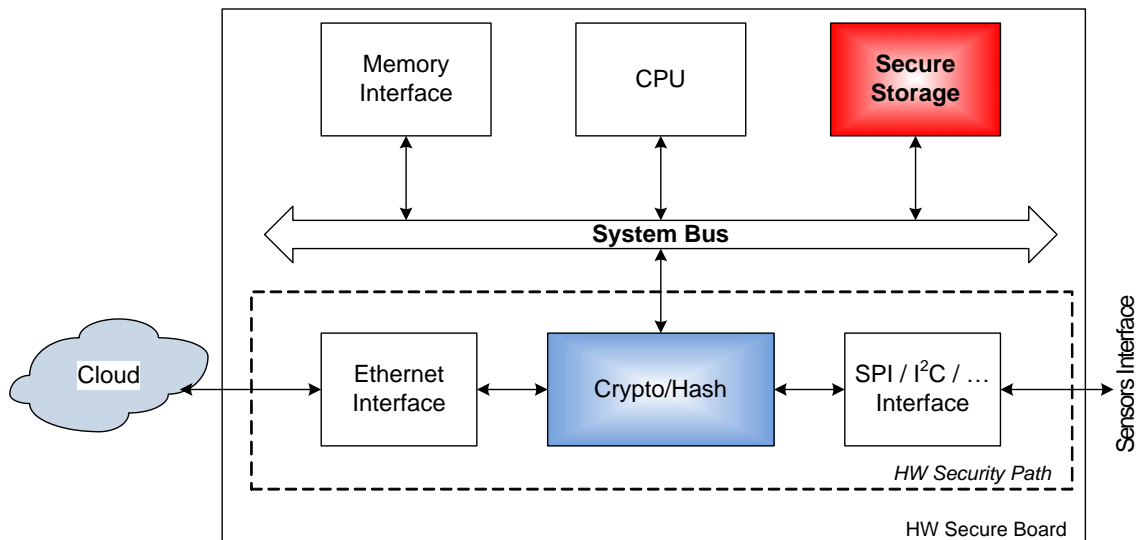 Memory
Interface
CPU
Secure
Storage
System Bus
Cloud
Ethernet
Interface
Crypto/Hash
SPI / I²C / …
Interface
Sensors Interface
HW Security Path
HW Secure Board